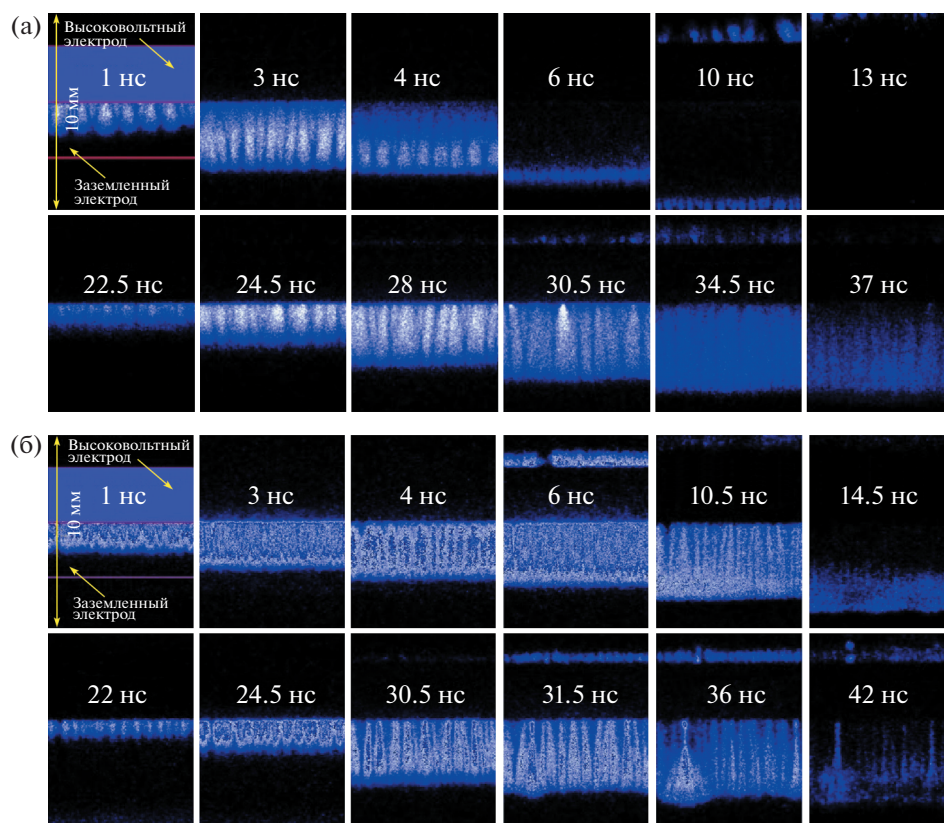 (а)
Высоковольтный
электрод
1 нс
3 нс
4 нс
6 нс
10 нс
13 нс
10 мм
Заземленный
электрод
22.5 нс
24.5 нс
28 нс
30.5 нс
34.5 нс
37 нс
(б)
Высоковольтный
электрод
1 нс
3 нс
4 нс
6 нс
10.5 нс
14.5 нс
10 мм
Заземленный
электрод
22 нс
24.5 нс
30.5 нс
31.5 нс
36 нс
42 нс